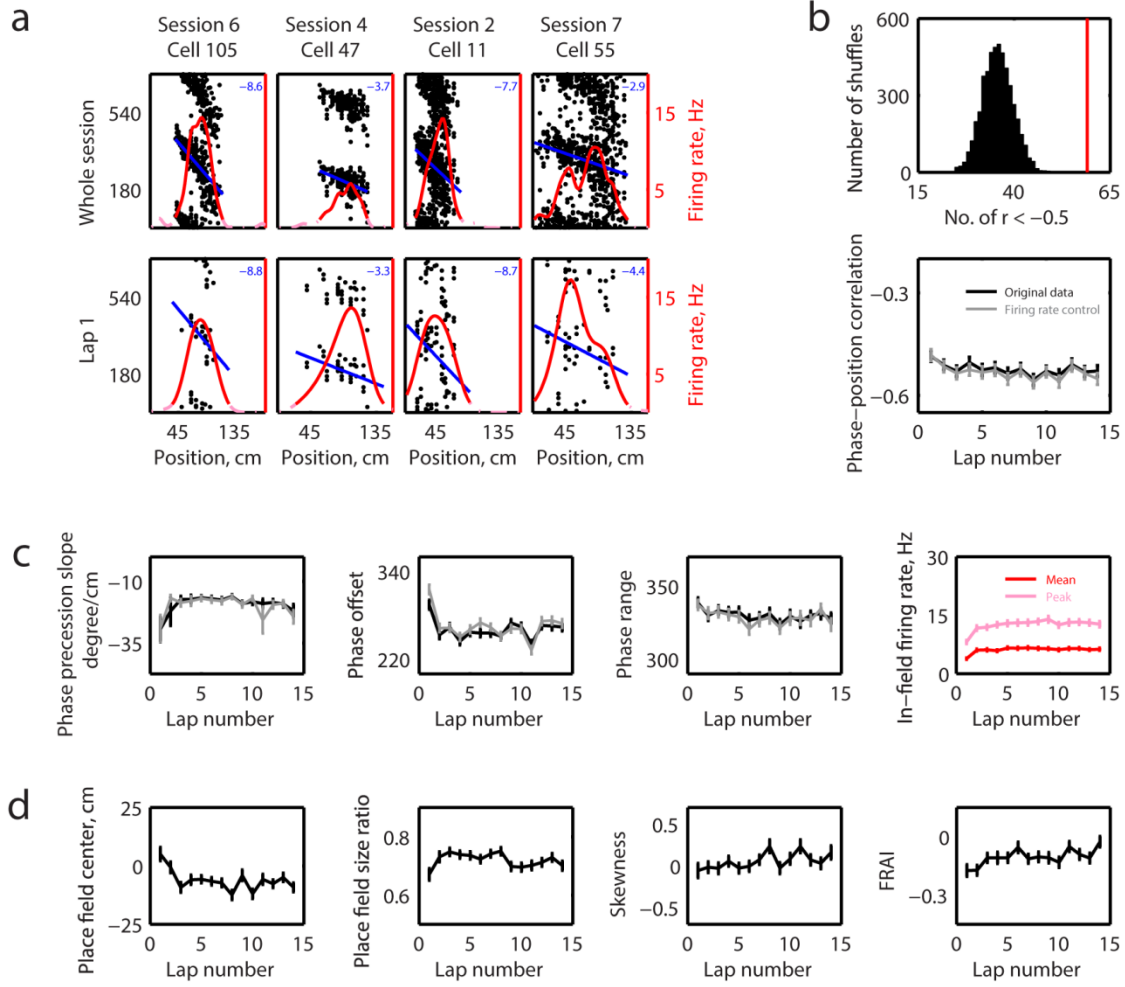 a
Session 6
Cell 105
Session 4
Cell 47
Session 2
Cell 11
Session 7
Cell 55
Whole session
540
180
−8.6
−3.7
−7.7
−2.9
15
5
Firing rate, Hz
Lap 1
540
180
−8.8
−3.3
−8.7
−4.4
15
5
Firing rate, Hz
45 135
45 135
45 135
45 135
Position, cm
Position, cm
Position, cm
Position, cm
b
Number of shuffles
600
300
0
15 40 65
No. of r < −0.5
Phase−position correlation
−0.3
−0.6
Original data
Firing rate control
0 5 10 15
Lap number
c
Phase precession slope
degree/cm
−10
−35
0 5 10 15
Lap number
Phase offset
340
220
0 5 10 15
Lap number
Phase range
350
300
0 5 10 15
Lap number
In-field firing rate, Hz
30
15
0
Mean
Peak
0 5 10 15
Lap number
d
Place field center, cm
25
0
−25
0 5 10 15
Lap number
Place field size ratio
0.8
0.6
0 5 10 15
Lap number
Skewness
0.5
0
−0.5
0 5 10 15
Lap number
FRAI
0
−0.3
0 5 10 15
Lap number